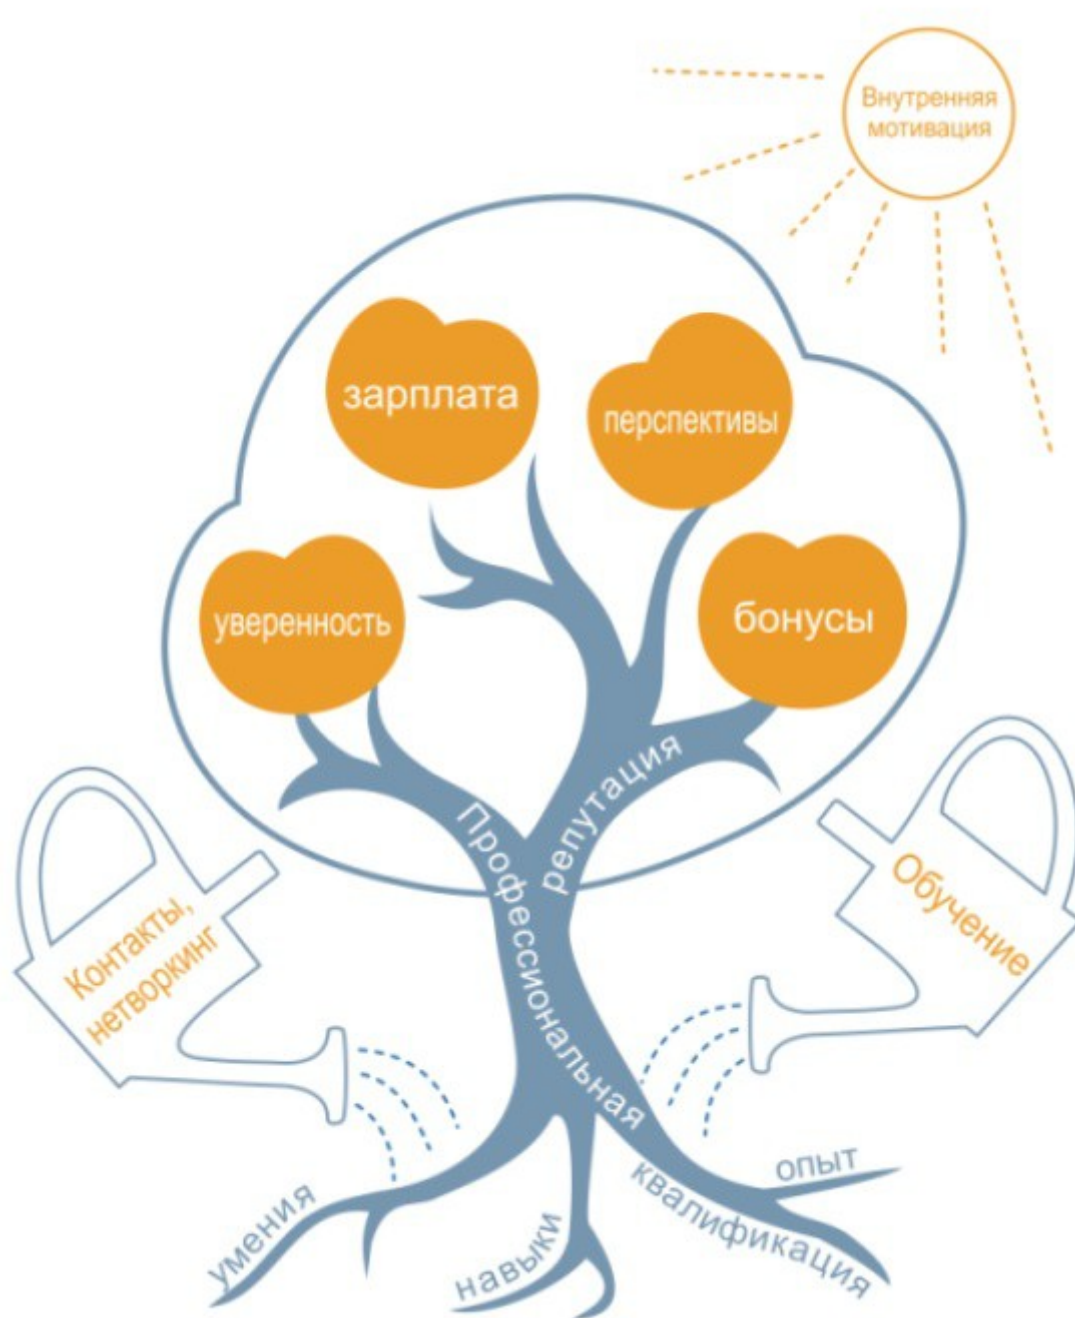 Внутренняя
мотивация
зарплата
перспективы
уверенность
бонусы
Профессиональная
репутация
Контакты,
нетворкинг
Обучение
умения
навыки
квалификация
опыт